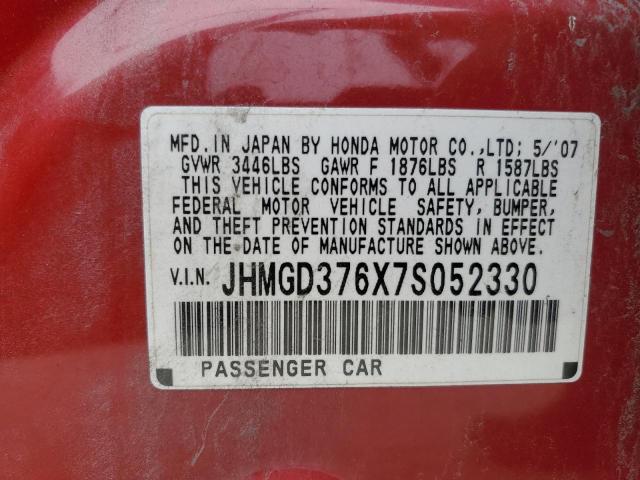 MFD.IN JAPAN BY HONDA MOTOR CO.,LTD; 5/'07
GVWR 3446LBS GAWR F 1876LBS R 1587LBS
THIS VEHICLE CONFORMS TO ALL APPLICABLE
FEDERAL MOTOR VEHICLE SAFETY, BUMPER,
AND THEFT PREVENTION STANDARDS IN EFFECT
ON THE DATE OF MANUFACTURE SHOWN ABOVE.
V.I.N. JHMGD376X7S052330
PASSENGER CAR